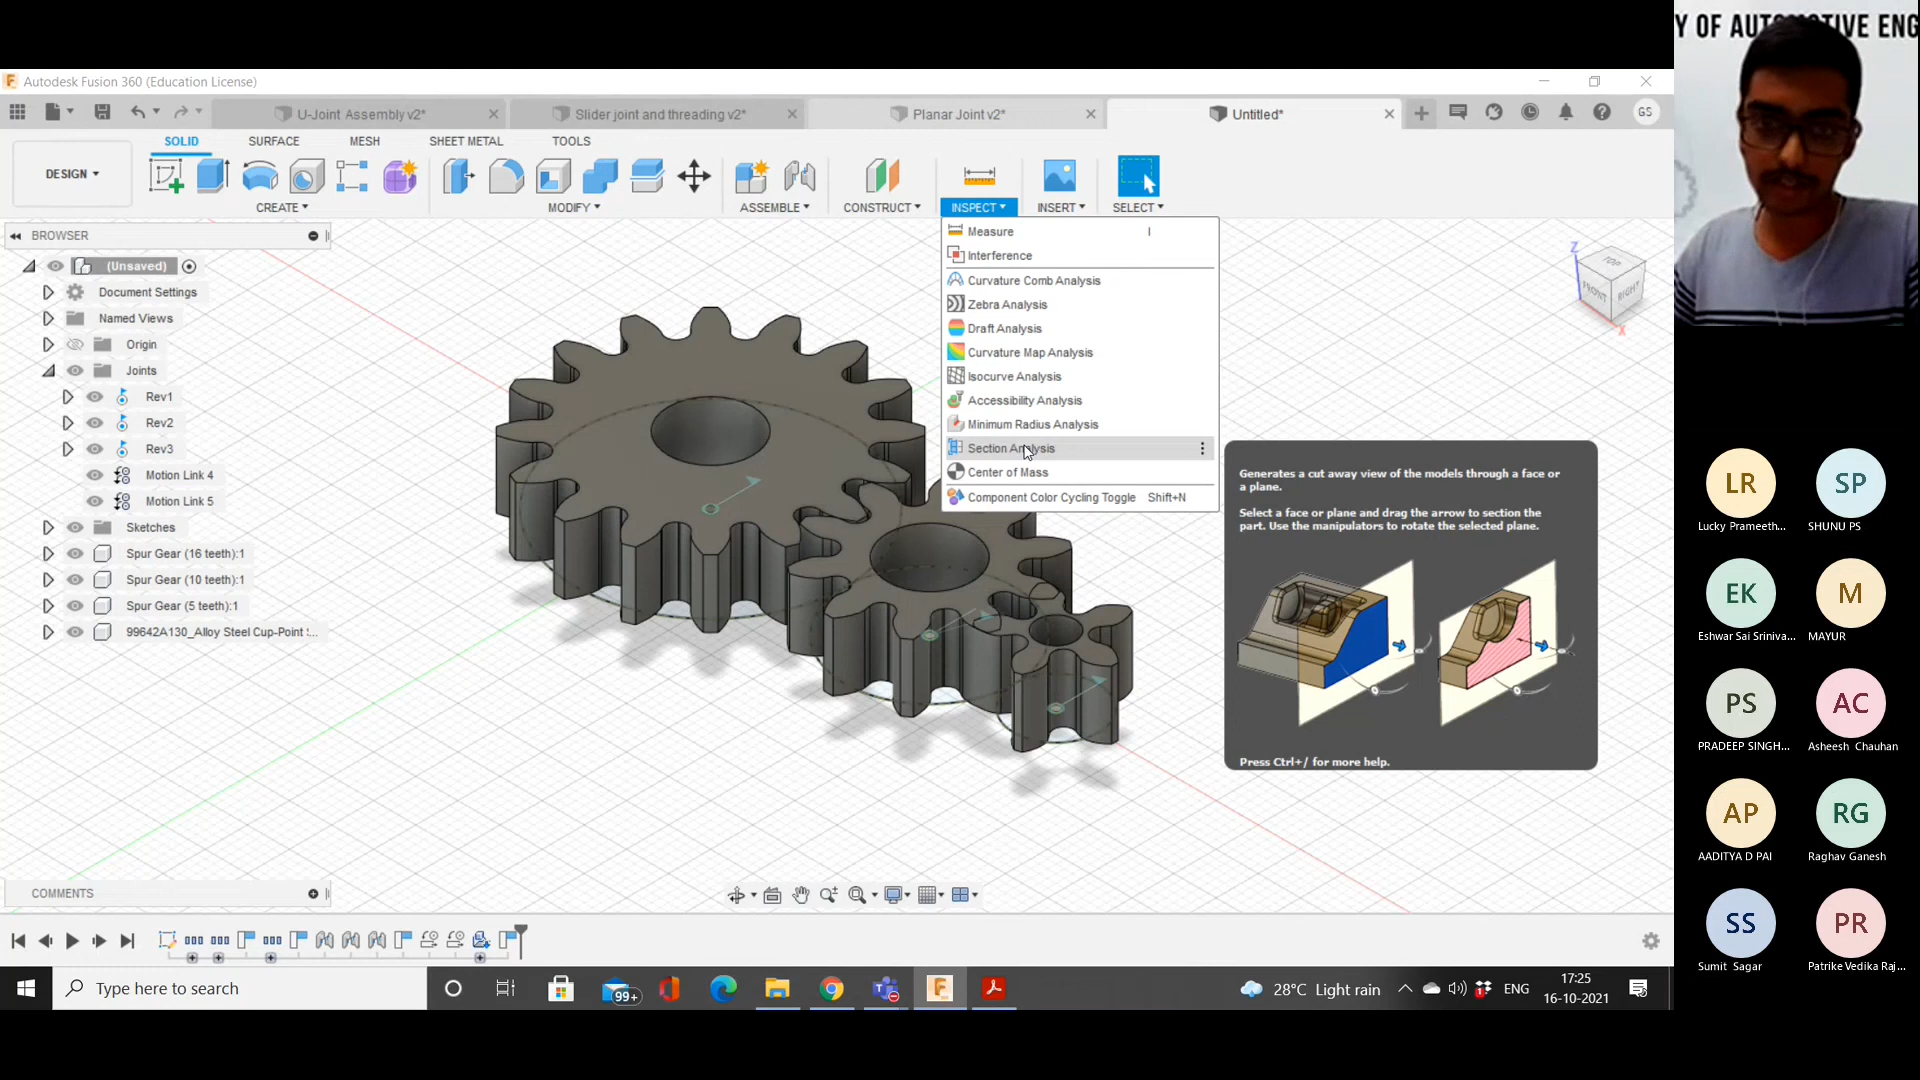 Y OF AUTOMOTIVE ENG
Autodesk Fusion 360 (Education License)
U-Joint Assembly v2*
Slider joint and threading v2*
Planar Joint v2*
Untitled*
GS
SOLID
SURFACE
MESH
SHEET METAL
TOOLS
DESIGN
CREATE
MODIFY
ASSEMBLE
CONSTRUCT
INSPECT
INSERT
SELECT
BROWSER
(Unsaved)
Document Settings
Named Views
Origin
Joints
Rev1
Rev2
Rev3
Motion Link 4
Motion Link 5
Sketches
Spur Gear (16 teeth):1
Spur Gear (10 teeth):1
Spur Gear (5 teeth):1
99642A130_Alloy Steel Cup-Point S...
Measure I
Interference
Curvature Comb Analysis
Zebra Analysis
Draft Analysis
Curvature Map Analysis
Isocurve Analysis
Accessibility Analysis
Minimum Radius Analysis
Section Analysis
Center of Mass
Component Color Cycling Toggle Shift+N
Generates a cut away view of the models through a face or
a plane.
Select a face or plane and drag the arrow to section the
part. Use the manipulators to rotate the selected plane.
Press Ctrl+/ for more help.
Z
TOP
FRONT
RIGHT
X
LR
Lucky Prameeth...
SP
SHUNU PS
EK
Eshwar Sai Sriniva...
M
MAYUR
PS
PRADEEP SINGH...
AC
Asheesh Chauhan
AP
AADITYA D PAI
RG
Raghav Ganesh
SS
Sumit Sagar
PR
Patrike Vedika Raj...
COMMENTS
Type here to search
99+
28°C Light rain
ENG
17:25
16-10-2021